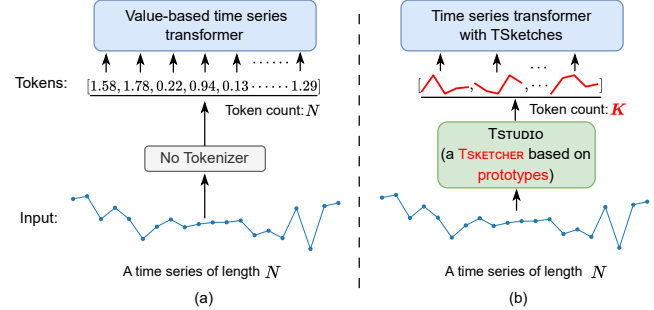 Value-based time series
transformer
Tokens:
[1.58, 1.78, 0.22, 0.94, 0.13 ······ 1.29]
Token count: N
No Tokenizer
Input:
A time series of length N
(a)
Time series transformer
with TSketches
[ , , ... ]
...
Token count: K
TSTUDIO
(a TSKETCHER based on
prototypes)
A time series of length N
(b)